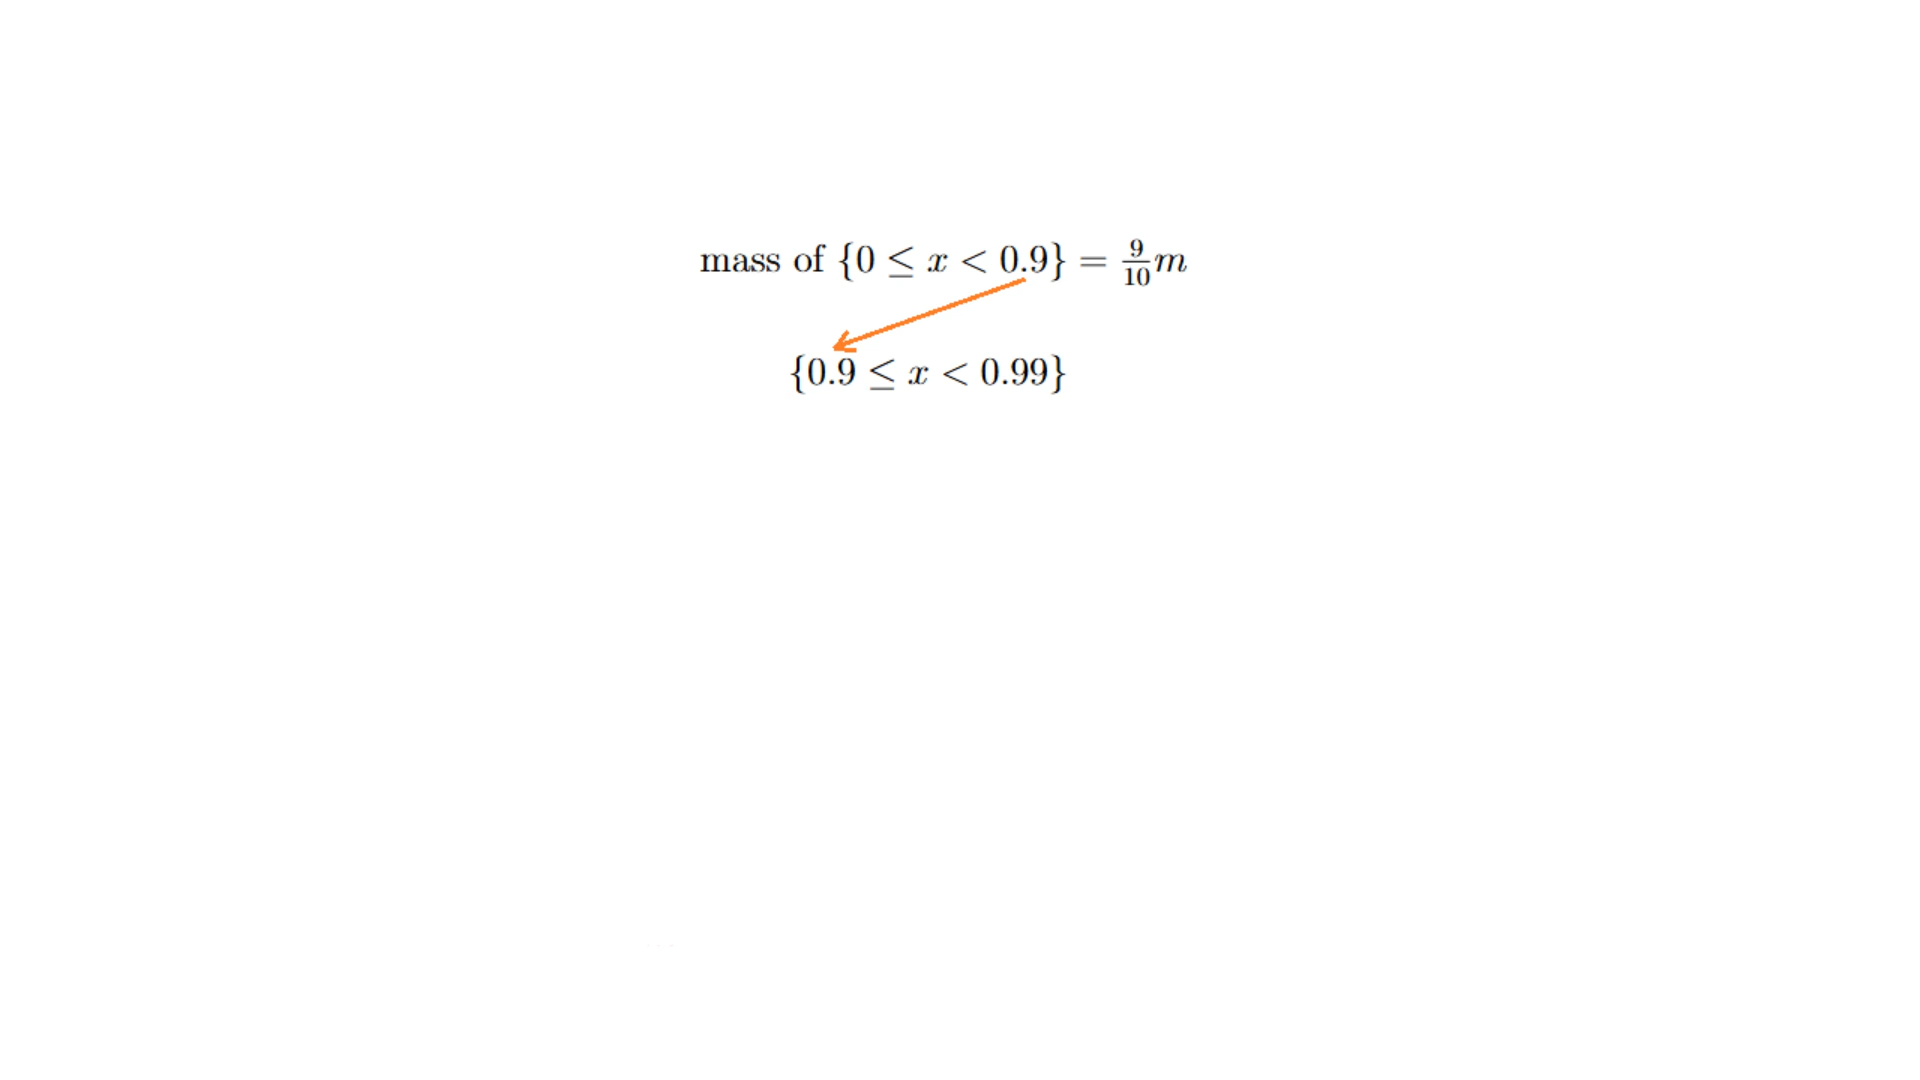 mass of {0 ≤ x < 0.9} = 9/10 m
{0.9 ≤ x < 0.99}